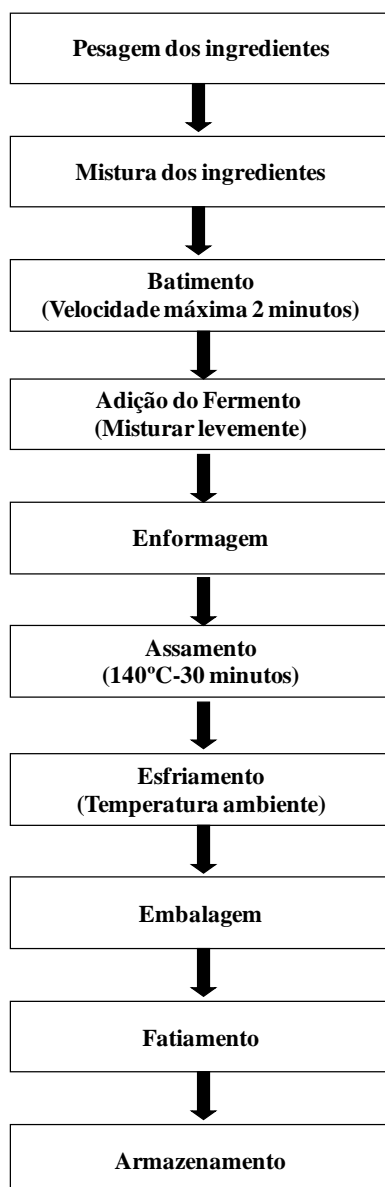 Pesagem dos ingredientes
Mistura dos ingredientes
Batimento
(Velocidade máxima 2 minutos)
Adição do Fermento
(Misturar levemente)
Enformagem
Assamento
(140ºC-30 minutos)
Esfriamento
(Temperatura ambiente)
Embalagem
Fatiamento
Armazenamento